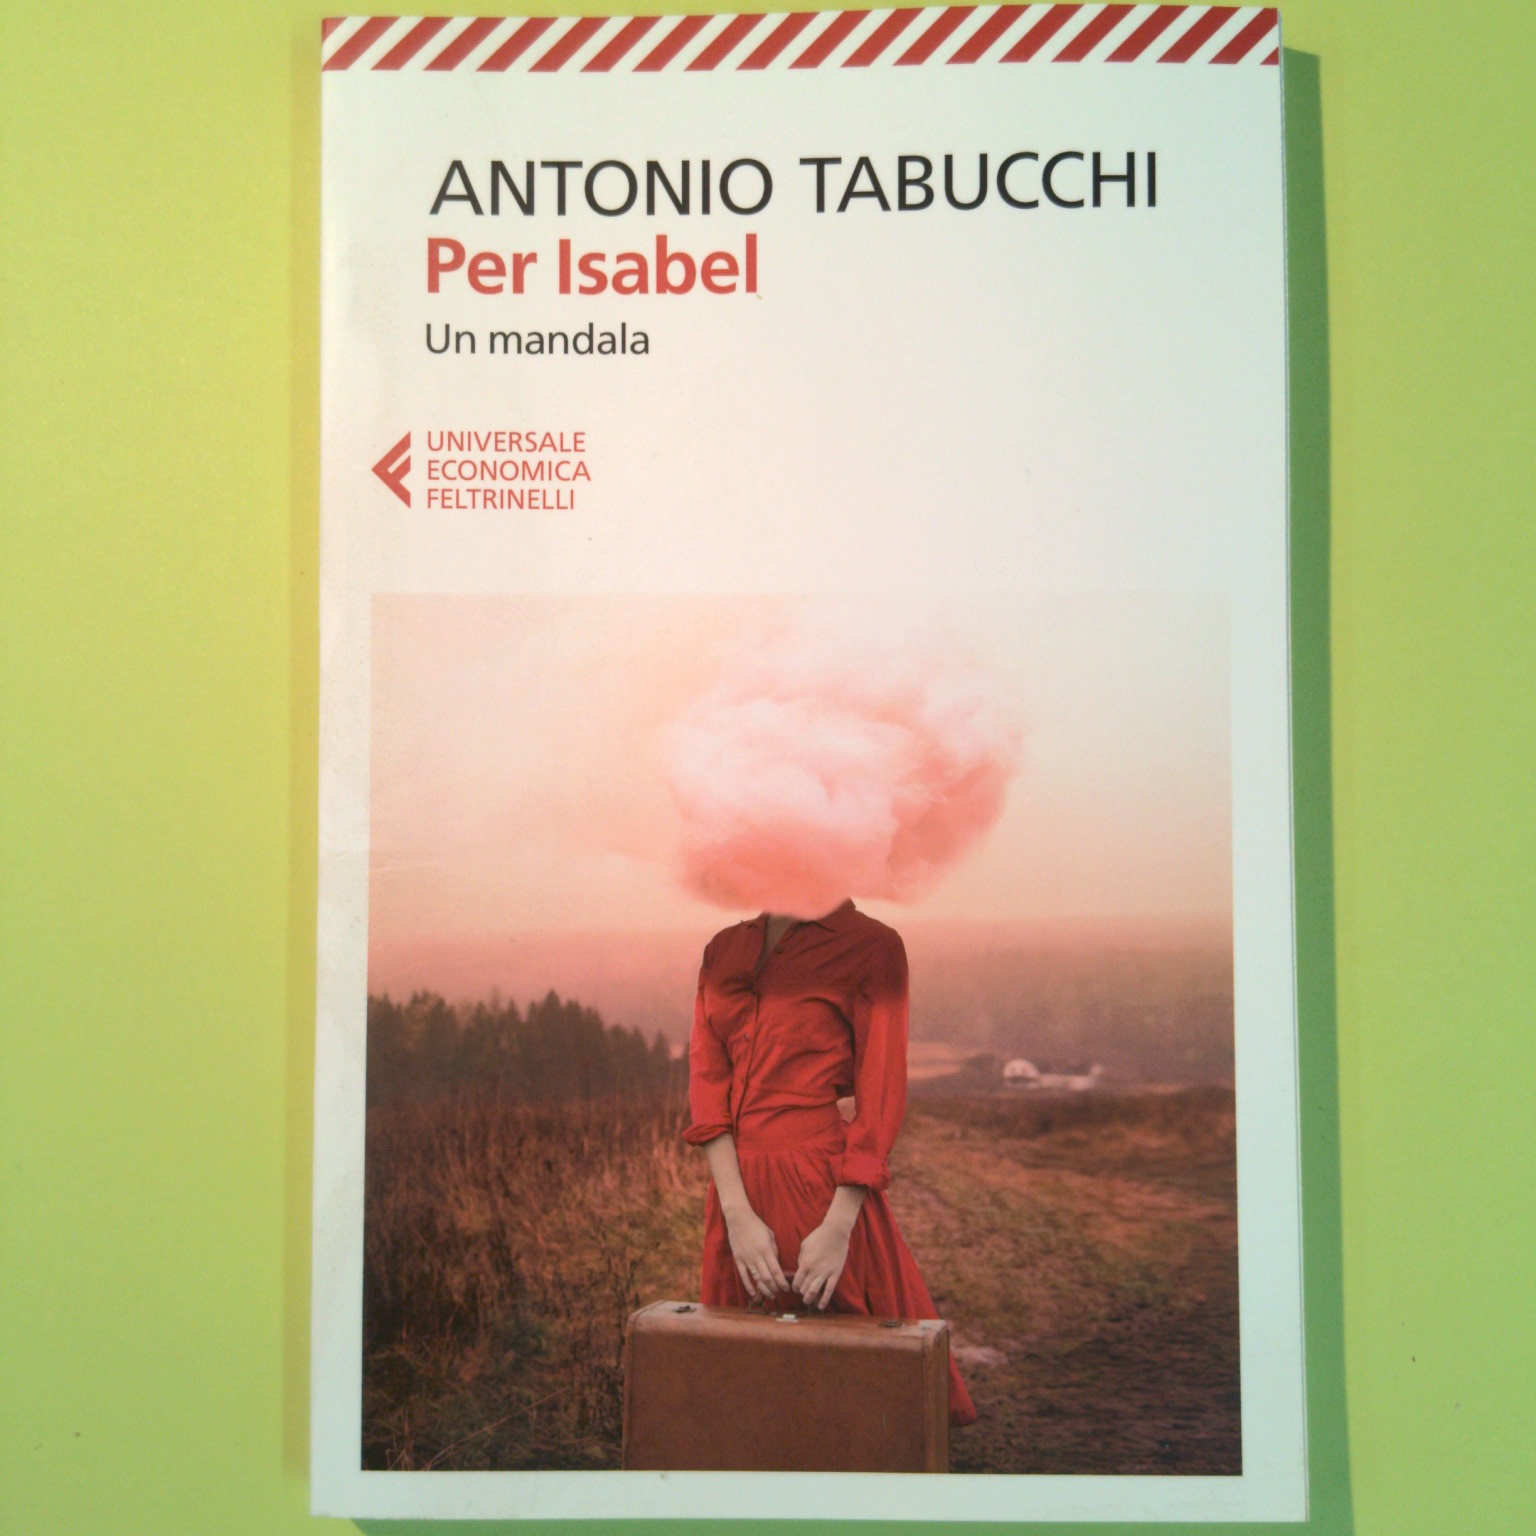 ANTONIO TABUCCHI
Per Isabel
Un mandala
UNIVERSALE
ECONOMICA
FELTRINELLI